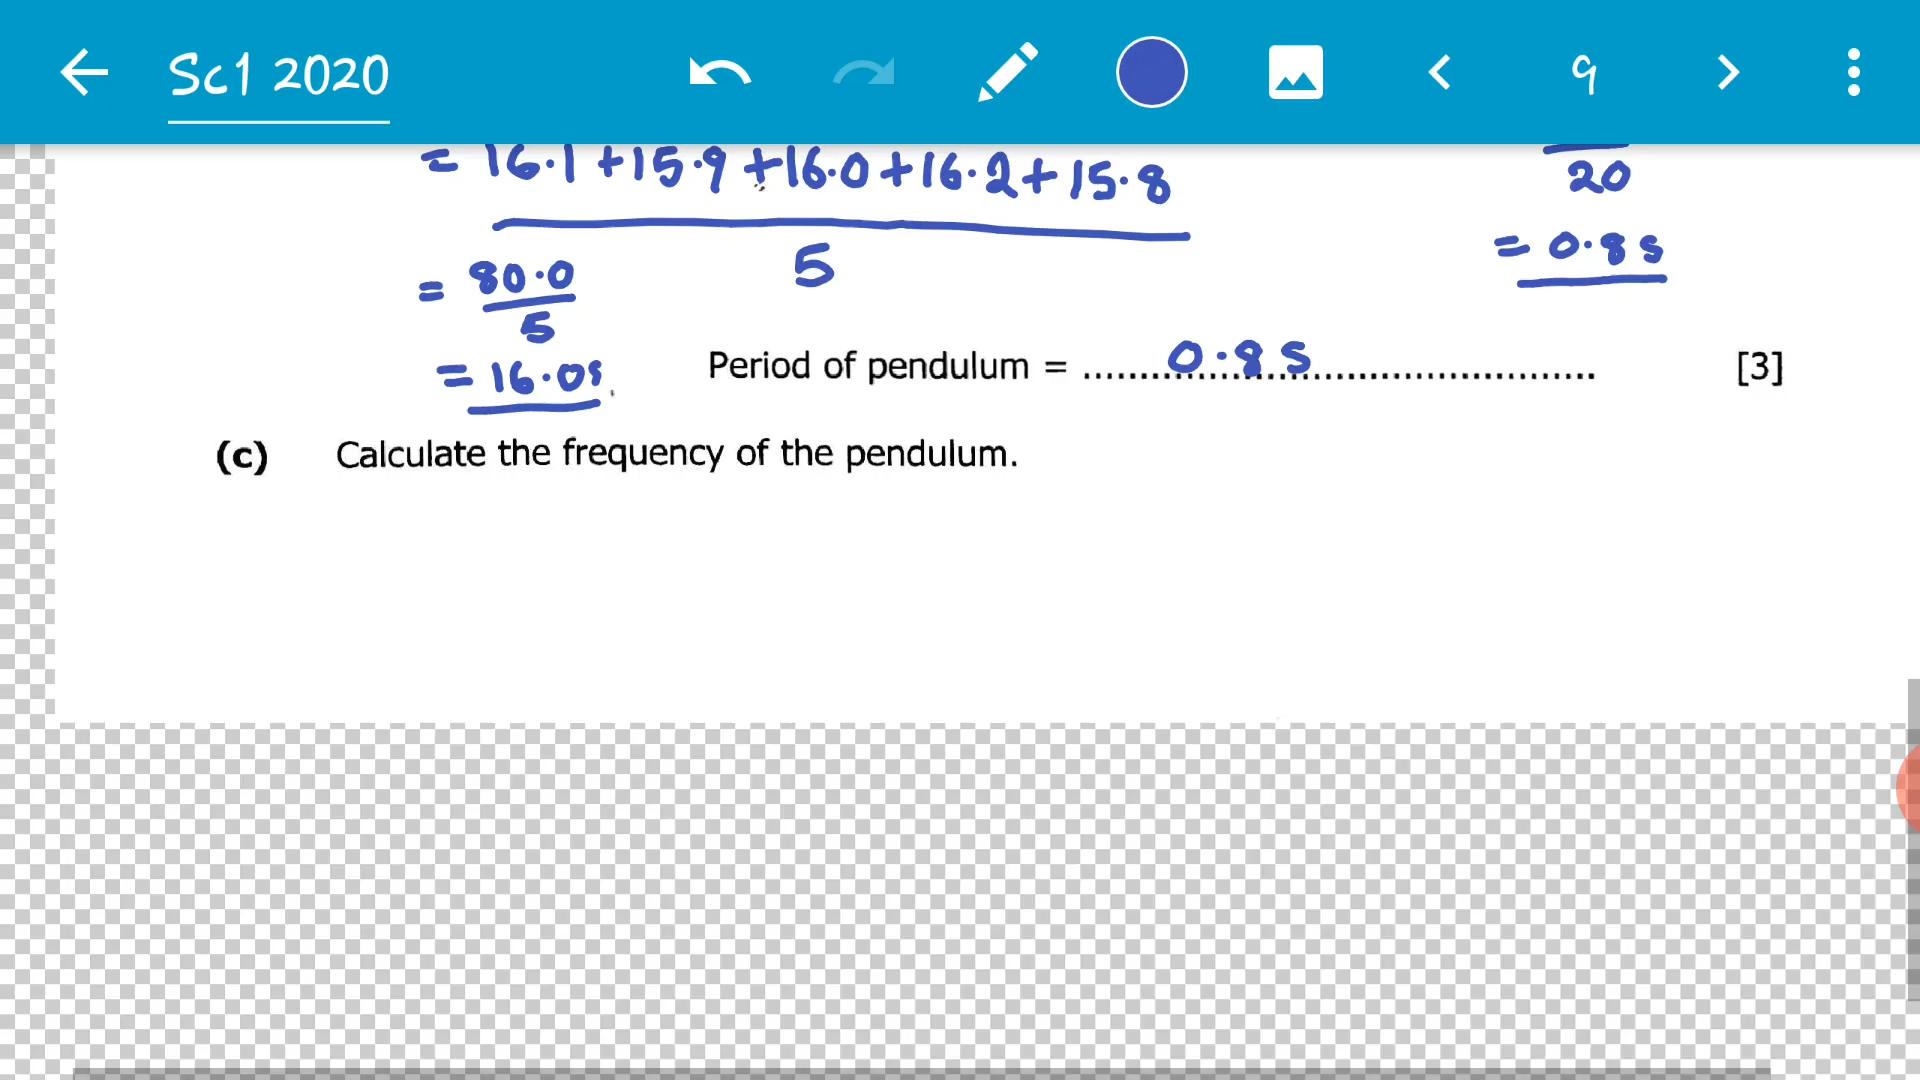 Sc1 2020
9
= 16.1 + 15.9 + 16.0 + 16.2 + 15.8
5
20
= 0.8 s
= 80.0
5
= 16.0s
Period of pendulum = ..........0.8 s.......................... [3]
(c) Calculate the frequency of the pendulum.